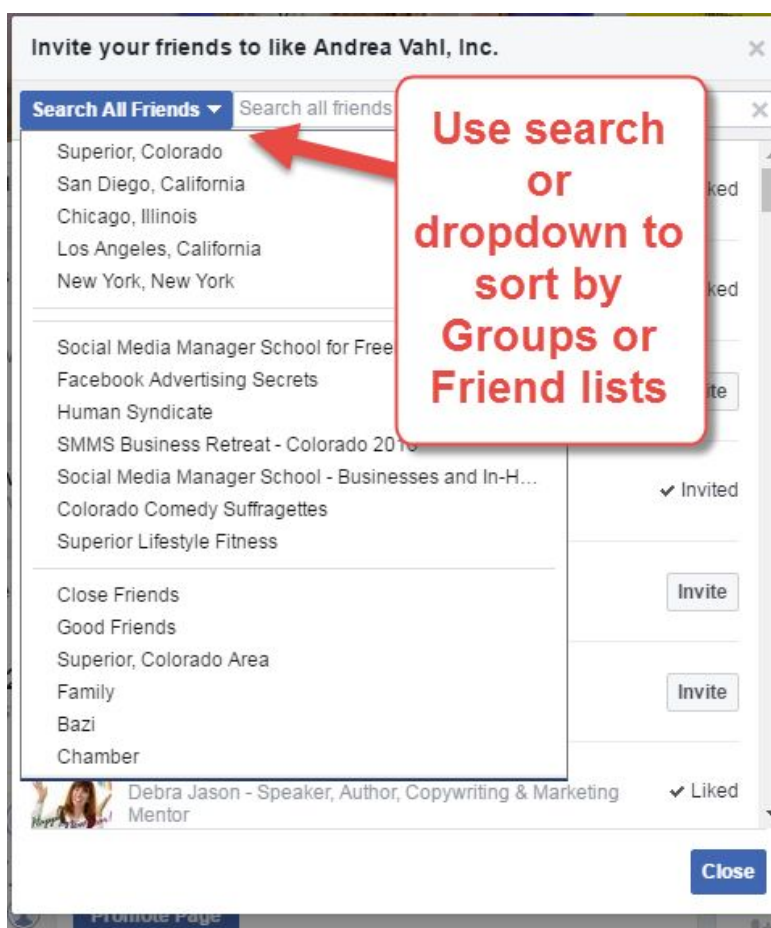 Invite your friends to like Andrea Vahl, Inc.
Search All Friends
Search all friends
Use search
or
dropdown to
sort by
Groups or
Friend lists
Superior, Colorado
San Diego, California
Chicago, Illinois
Los Angeles, California
New York, New York
Social Media Manager School for Free
Facebook Advertising Secrets
Human Syndicate
SMMS Business Retreat - Colorado
Social Media Manager School - Businesses and In-H...
Colorado Comedy Suffragettes
Superior Lifestyle Fitness
✔ Invited
Close Friends
Good Friends
Superior, Colorado Area
Family
Bazi
Chamber
Invite
Invite
Debra Jason - Speaker, Author, Copywriting & Marketing
Mentor
✔ Liked
Close
Promote Page